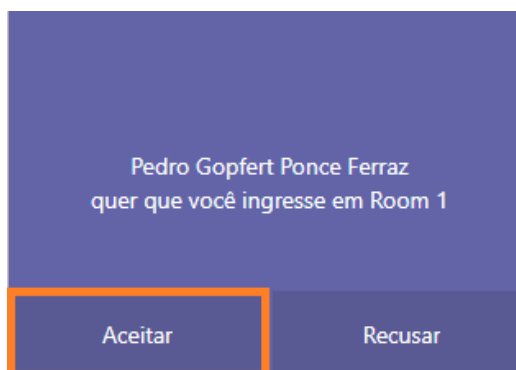 Pedro Gopfert Ponce Ferraz
quer que você ingresse em Room 1
Aceitar
Recusar